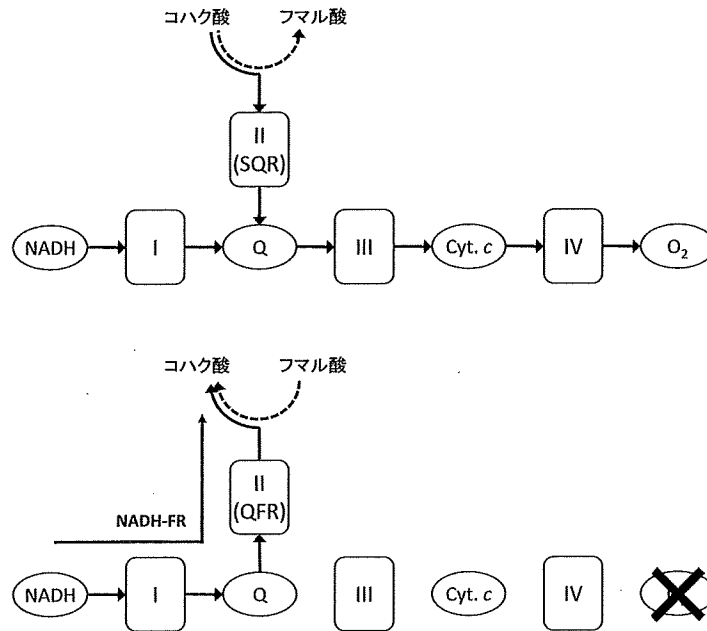 コハク酸 フマル酸
II
(SQR)
NADH I Q III Cyt. c IV O₂
コハク酸 フマル酸
II
(QFR)
NADH-FR
NADH I Q III Cyt. c IV